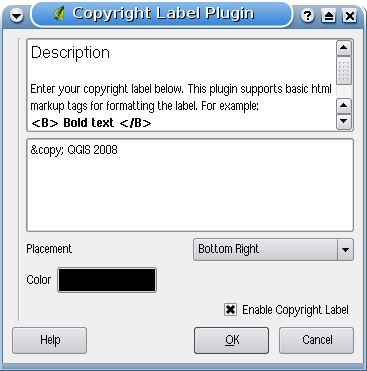 Copyright Label Plugin
Description
Enter your copyright label below. This plugin supports basic html
markup tags for formatting the label. For example:
<B> Bold text </B>
&copy; QGIS 2008
Placement
Bottom Right
Color
Enable Copyright Label
Help
OK
Cancel